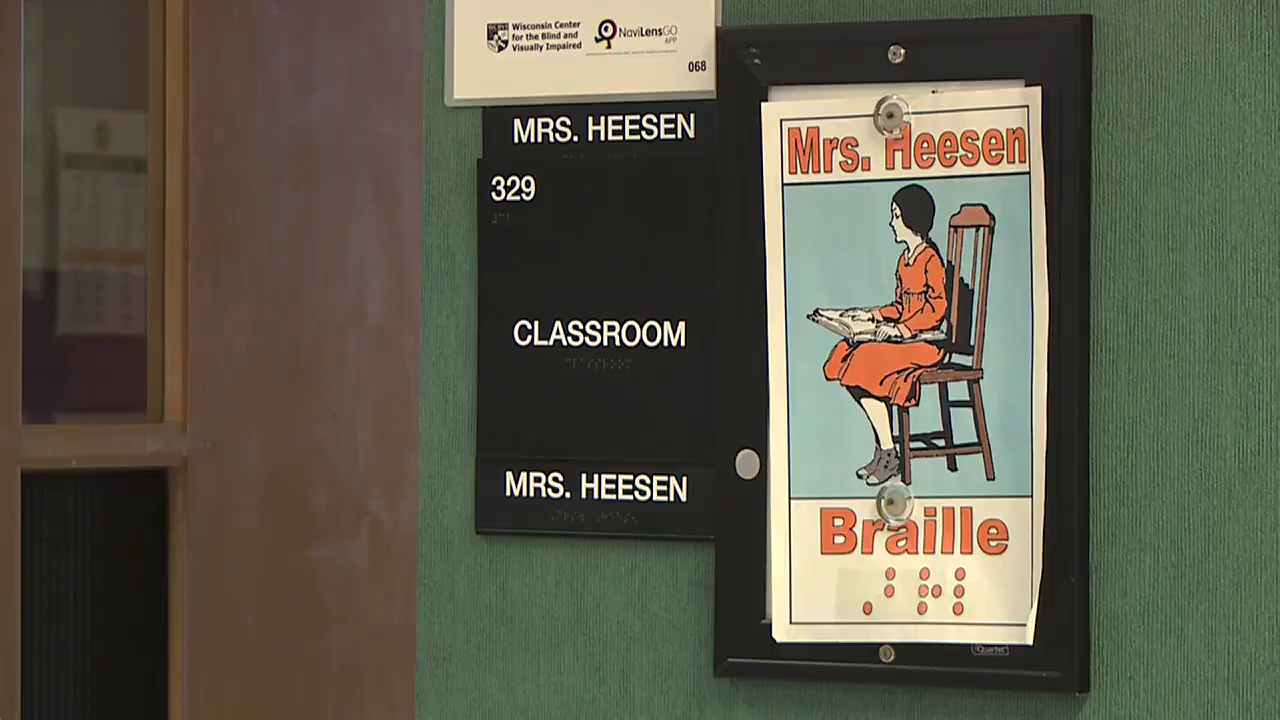 Wisconsin Center
for the Blind and
Visually Impaired
NaviLensGO
APP
068
MRS. HEESEN
329
CLASSROOM
MRS. HEESEN
Mrs. Heesen
Braille
Quartet